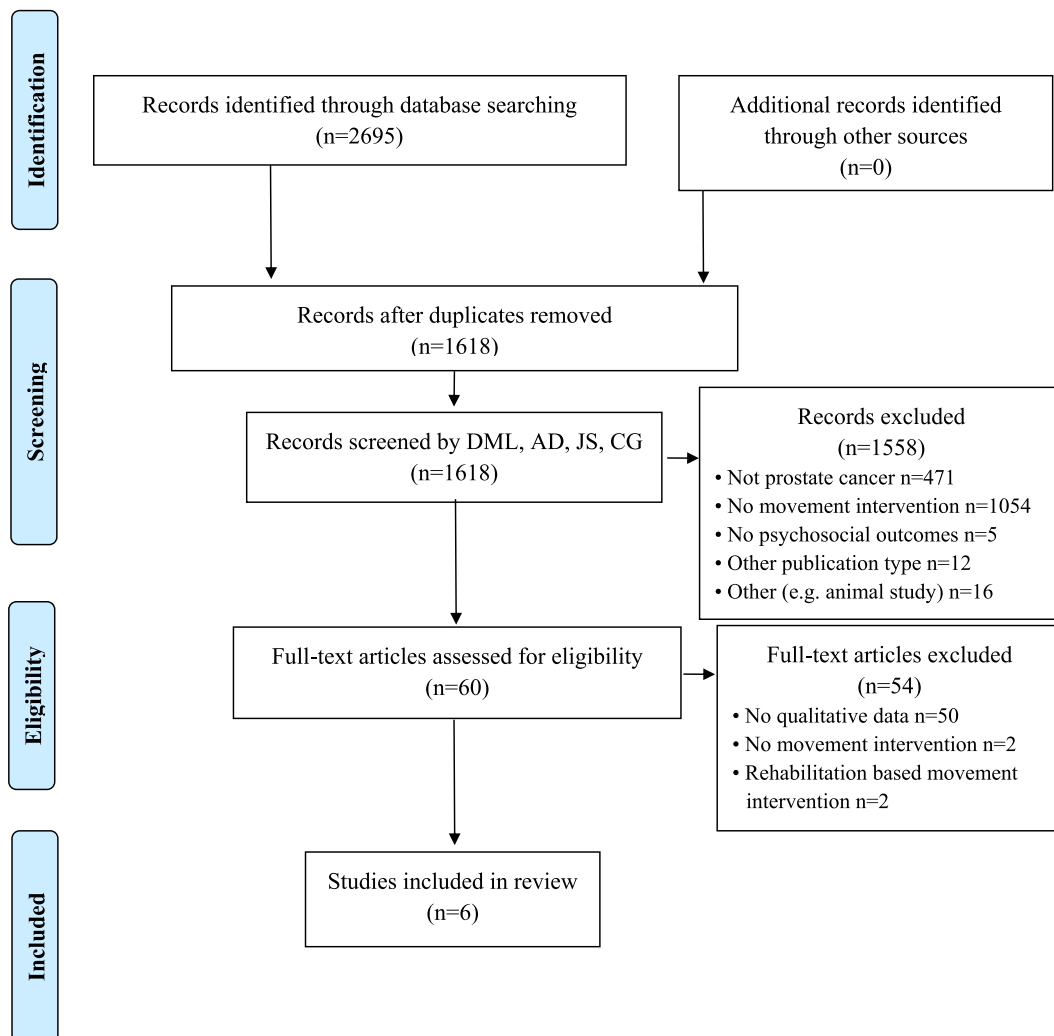 Identification
Records identified through database searching
(n=2695)
Additional records identified
through other sources
(n=0)
Screening
Records after duplicates removed
(n=1618)
Records screened by DML, AD, JS, CG
(n=1618)
Records excluded
(n=1558)
• Not prostate cancer n=471
• No movement intervention n=1054
• No psychosocial outcomes n=5
• Other publication type n=12
• Other (e.g. animal study) n=16
Eligibility
Full-text articles assessed for eligibility
(n=60)
Full-text articles excluded
(n=54)
• No qualitative data n=50
• No movement intervention n=2
• Rehabilitation based movement
intervention n=2
Included
Studies included in review
(n=6)